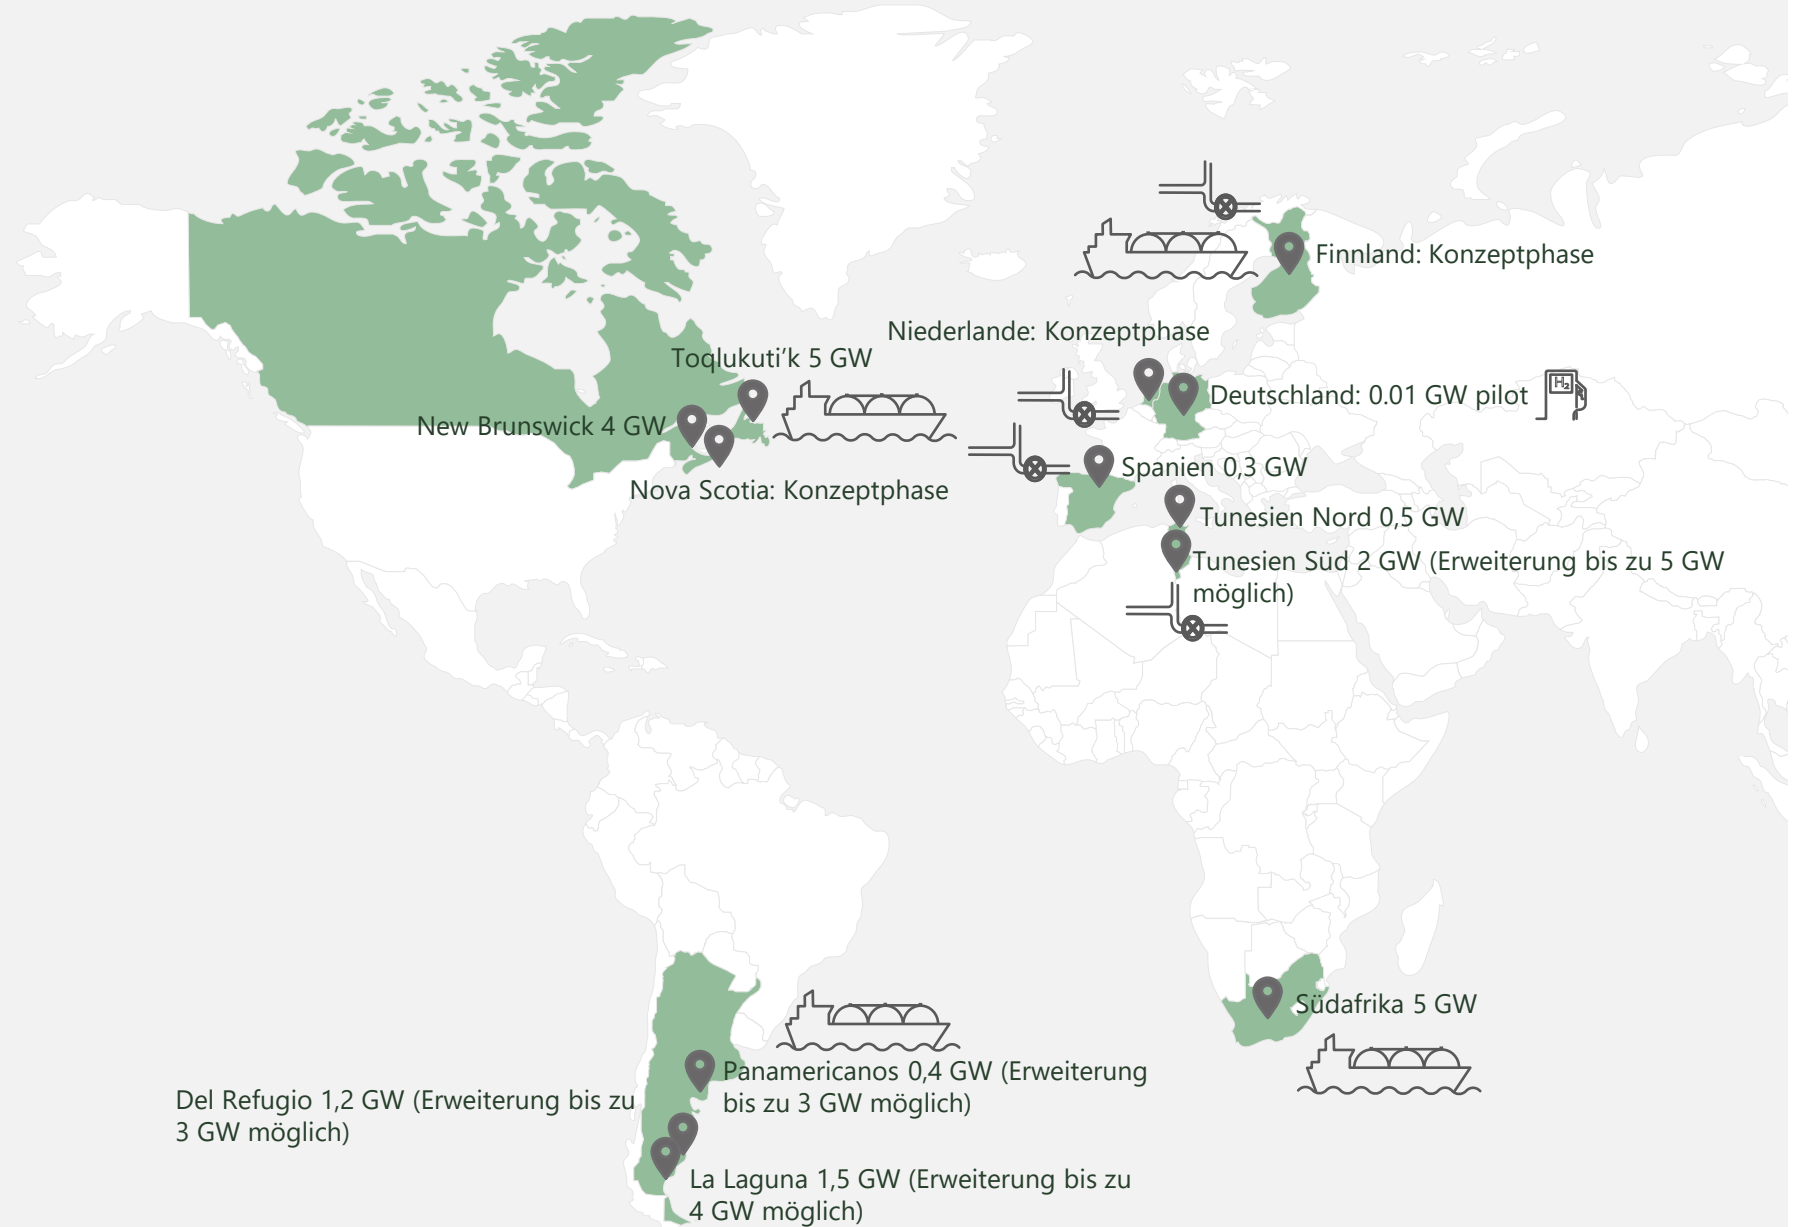 Finnland: Konzeptphase
Niederlande: Konzeptphase
Toqlukuti’k 5 GW
Deutschland: 0.01 GW pilot
H₂
New Brunswick 4 GW
Spanien 0,3 GW
Nova Scotia: Konzeptphase
Tunesien Nord 0,5 GW
Tunesien Süd 2 GW (Erweiterung bis zu 5 GW
möglich)
Südafrika 5 GW
Panamericanos 0,4 GW (Erweiterung
bis zu 3 GW möglich)
Del Refugio 1,2 GW (Erweiterung bis zu
3 GW möglich)
La Laguna 1,5 GW (Erweiterung bis zu
4 GW möglich)